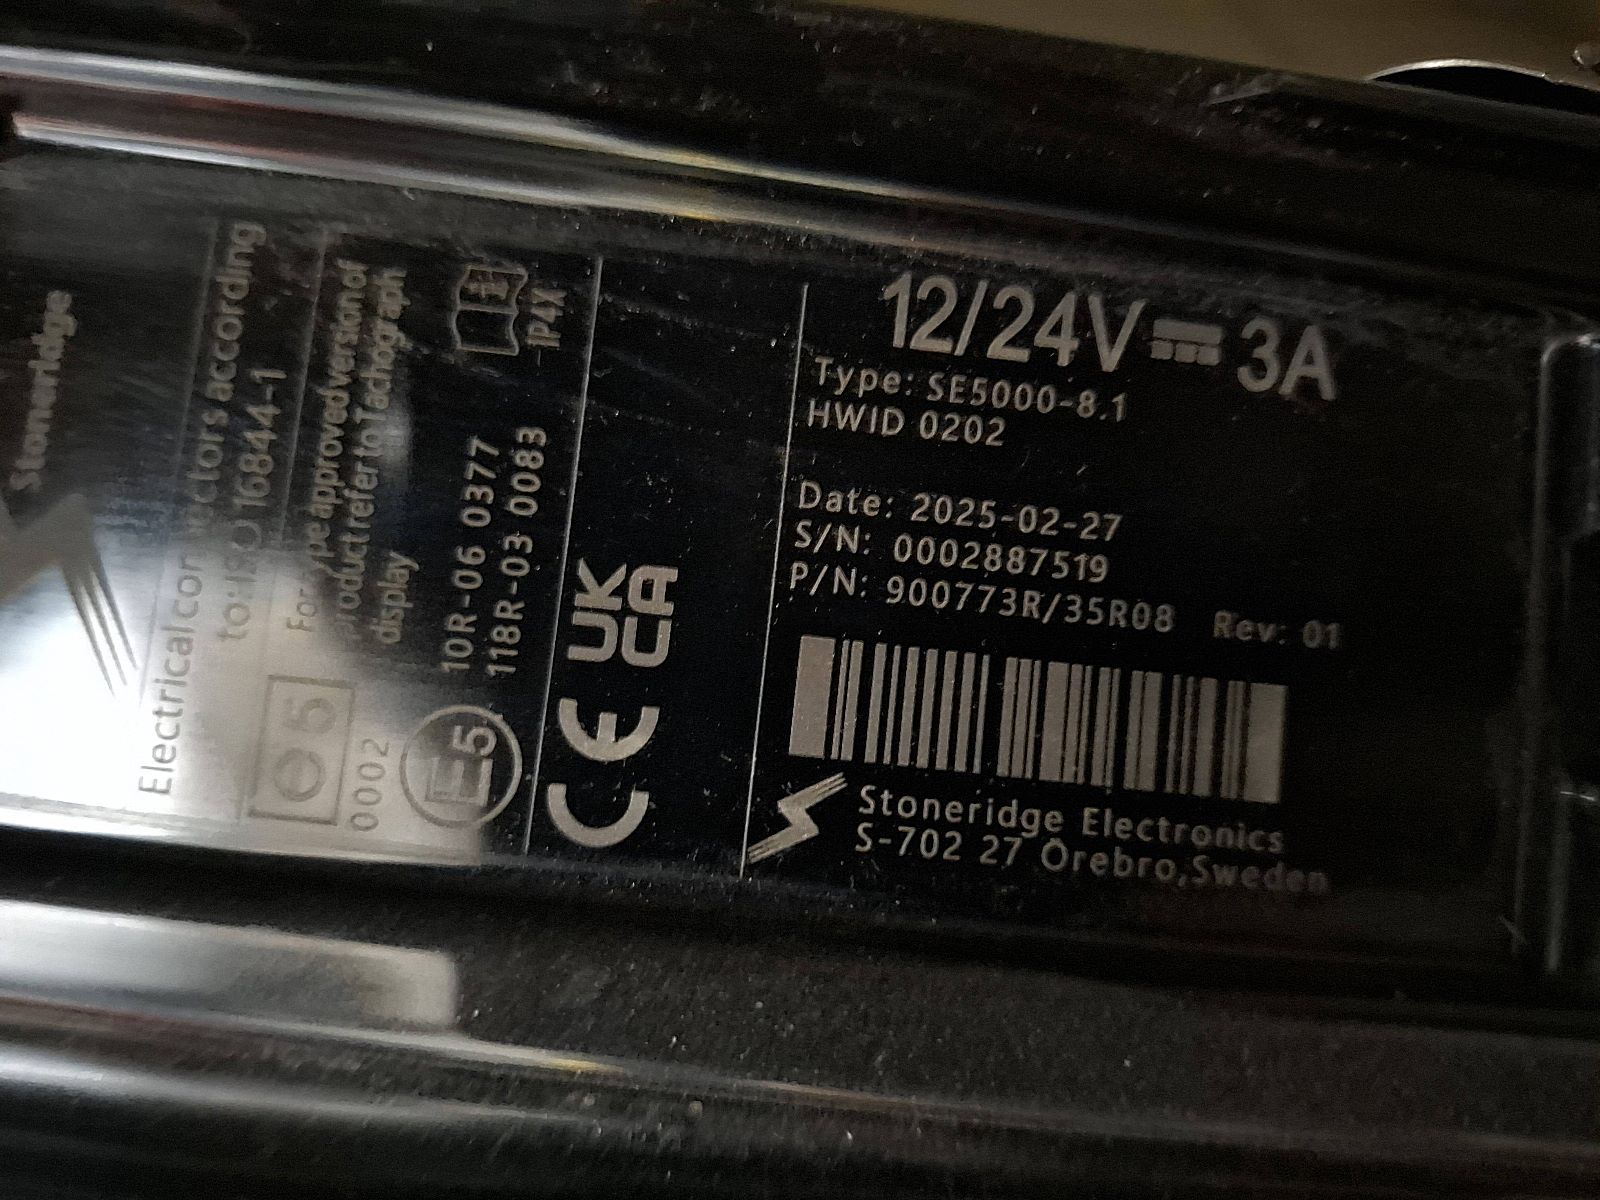 Stoneridge
Electrical connectors according
to: ISO 16844-1
e5
0002
For type approved version of
product refer to Tachograph
display
E5
10R-06 0377
118R-03 0083
IP4X
CE
UK
CA
12/24V 3A
Type: SE5000-8.1
HWID 0202
Date: 2025-02-27
S/N: 0002887519
P/N: 900773R/35R08 Rev: 01
Stoneridge Electronics
S-702 27 Örebro,Sweden